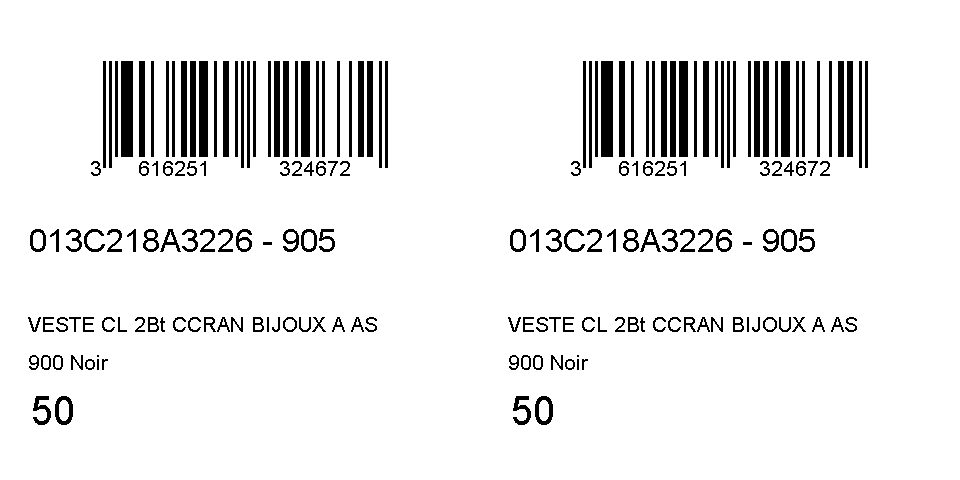 3 616251 324672
013C218A3226 - 905
VESTE CL 2Bt CCRAN BIJOUX A AS
900 Noir
50
3 616251 324672
013C218A3226 - 905
VESTE CL 2Bt CCRAN BIJOUX A AS
900 Noir
50